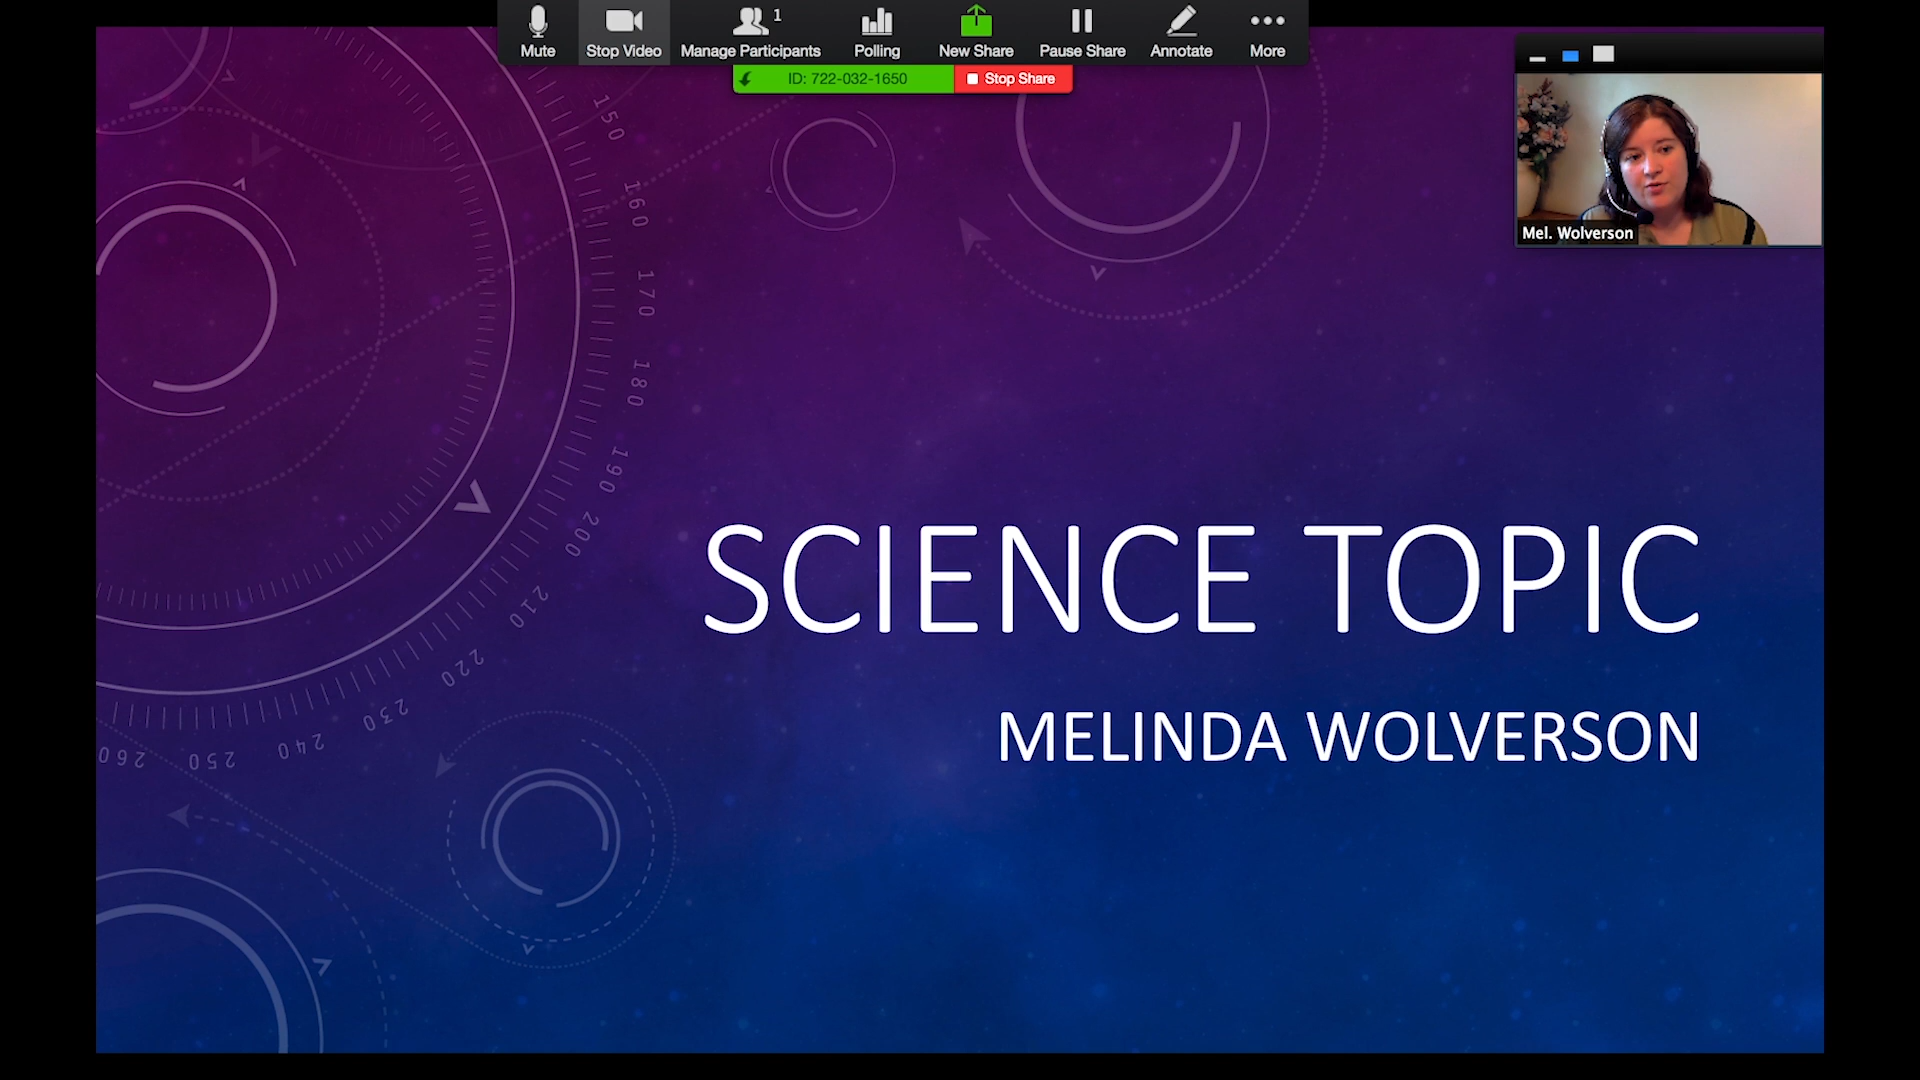 1
Mute
Stop Video
Manage Participants
Polling
New Share
Pause Share
Annotate
More
ID: 722-032-1650
Stop Share
Mel. Wolverson
150
160
170
180
190
200
210
220
230
240
250
260
SCIENCE TOPIC
MELINDA WOLVERSON